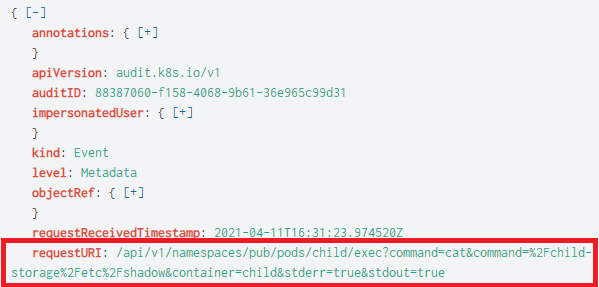 { [-]
annotations: { [+]
}
apiVersion: audit.k8s.io/v1
auditID: 88387060-f158-4068-9b61-36e965c99d31
impersonatedUser: { [+]
}
kind: Event
level: Metadata
objectRef: { [+]
}
requestReceivedTimestamp: 2021-04-11T16:31:23.974520Z
requestURI: /api/v1/namespaces/pub/pods/child/exec?command=cat&command=%2Fchild-
storage%2Fetc%2Fshadow&container=child&stderr=true&stdout=true